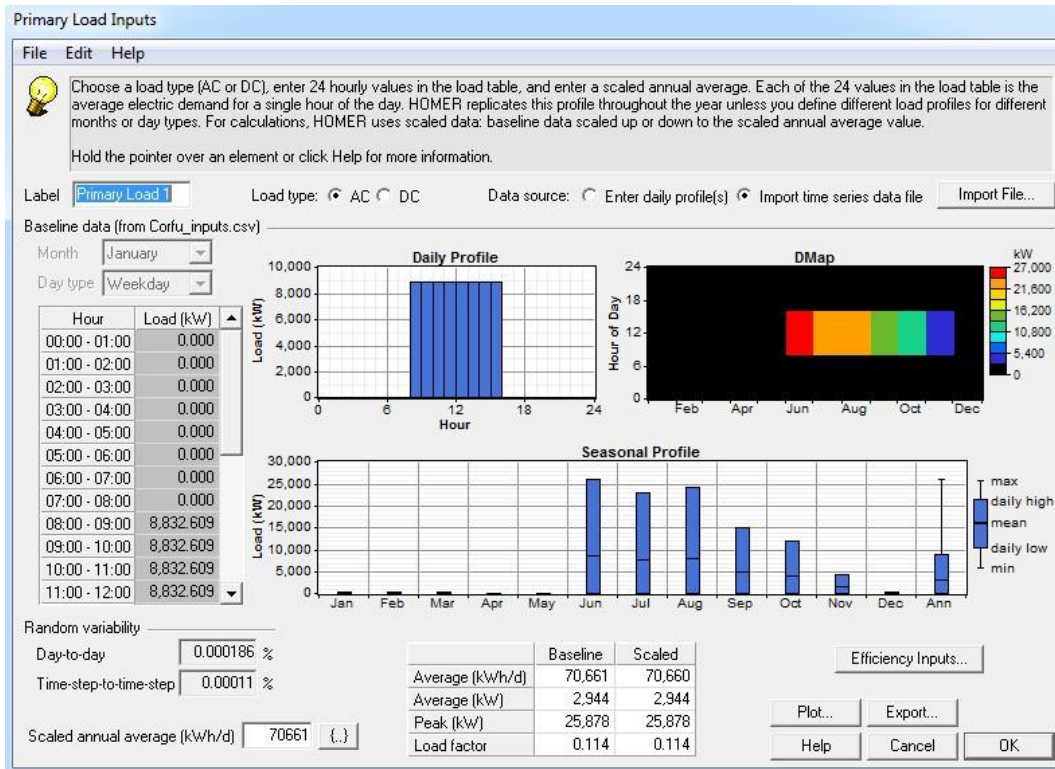 Primary Load Inputs
File Edit Help
Choose a load type (AC or DC), enter 24 hourly values in the load table, and enter a scaled annual average. Each of the 24 values in the load table is the
average electric demand for a single hour of the day. HOMER replicates this profile throughout the year unless you define different load profiles for different
months or day types. For calculations, HOMER uses scaled data: baseline data scaled up or down to the scaled annual average value.
Hold the pointer over an element or click Help for more information.
Label Primary Load 1 Load type: AC DC Data source: Enter daily profile(s) Import time series data file Import File...
Baseline data (from Corfu_inputs.csv)
Month January
Day type Weekday
Hour Load (kW)
00:00 - 01:00 0.000
01:00 - 02:00 0.000
02:00 - 03:00 0.000
03:00 - 04:00 0.000
04:00 - 05:00 0.000
05:00 - 06:00 0.000
06:00 - 07:00 0.000
07:00 - 08:00 0.000
08:00 - 09:00 8,832.609
09:00 - 10:00 8,832.609
10:00 - 11:00 8,832.609
11:00 - 12:00 8,832.609
Daily Profile
Load (kW)
10,000
8,000
6,000
4,000
2,000
0
0 6 12 18 24
Hour
DMap
Hour of Day
24
18
12
6
0
Feb Apr Jun Aug Oct Dec
kW
27,000
21,600
16,200
10,800
5,400
0
Seasonal Profile
Load (kW)
30,000
25,000
20,000
15,000
10,000
5,000
0
Jan Feb Mar Apr May Jun Jul Aug Sep Oct Nov Dec Ann
max
daily high
mean
daily low
min
Random variability
Day-to-day 0.000186 %
Time-step-to-time-step 0.00011 %
Scaled annual average (kWh/d) 70661 {..}
Baseline Scaled
Average (kWh/d) 70,661 70,660
Average (kW) 2,944 2,944
Peak (kW) 25,878 25,878
Load factor 0.114 0.114
Efficiency Inputs...
Plot... Export...
Help Cancel OK